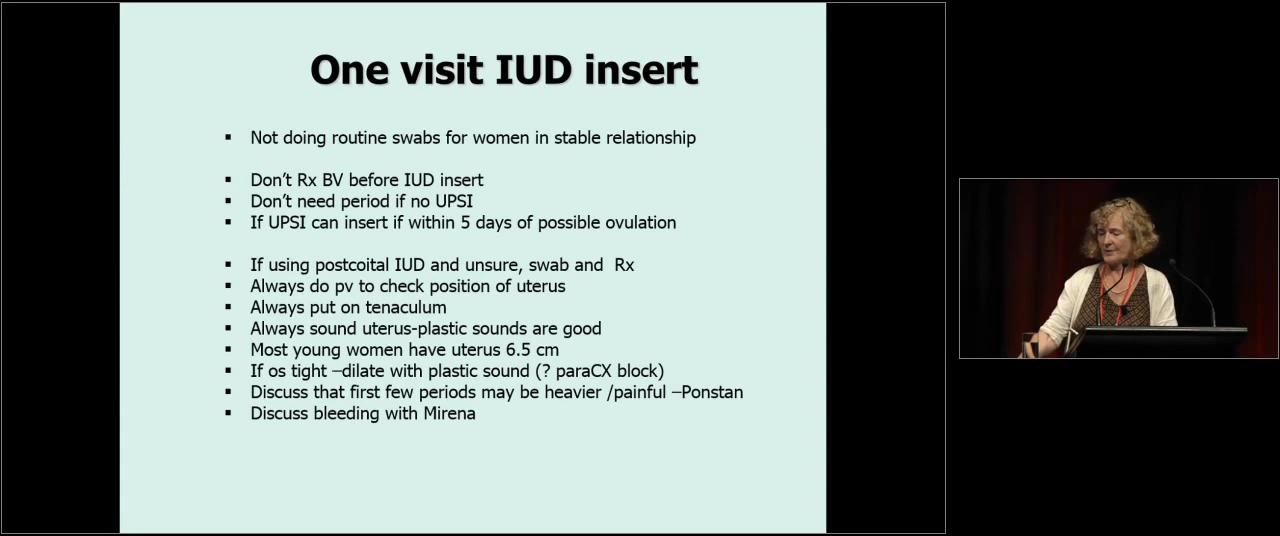 One visit IUD insert
▪ Not doing routine swabs for women in stable relationship
▪ Don’t Rx BV before IUD insert
▪ Don’t need period if no UPSI
▪ If UPSI can insert if within 5 days of possible ovulation
▪ If using postcoital IUD and unsure, swab and  Rx
▪ Always do pv to check position of uterus
▪ Always put on tenaculum
▪ Always sound uterus-plastic sounds are good
▪ Most young women have uterus 6.5 cm
▪ If os tight –dilate with plastic sound (? paraCX block)
▪ Discuss that first few periods may be heavier /painful –Ponstan
▪ Discuss bleeding with Mirena